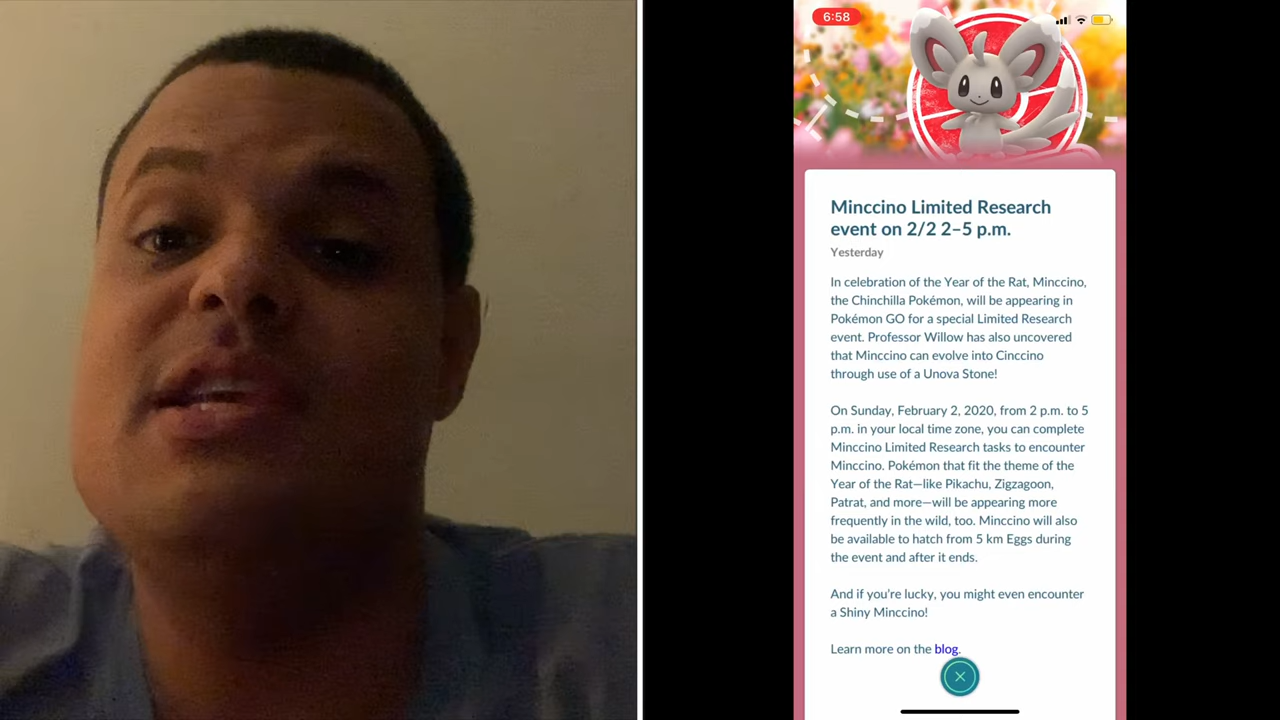 6:58
Minccino Limited Research
event on 2/2 2–5 p.m.
Yesterday
In celebration of the Year of the Rat, Minccino,
the Chinchilla Pokémon, will be appearing in
Pokémon GO for a special Limited Research
event. Professor Willow has also uncovered
that Minccino can evolve into Cinccino
through use of a Unova Stone!
On Sunday, February 2, 2020, from 2 p.m. to 5
p.m. in your local time zone, you can complete
Minccino Limited Research tasks to encounter
Minccino. Pokémon that fit the theme of the
Year of the Rat—like Pikachu, Zigzagoon,
Patrat, and more—will be appearing more
frequently in the wild, too. Minccino will also
be available to hatch from 5 km Eggs during
the event and after it ends.
And if you're lucky, you might even encounter
a Shiny Minccino!
Learn more on the blog.